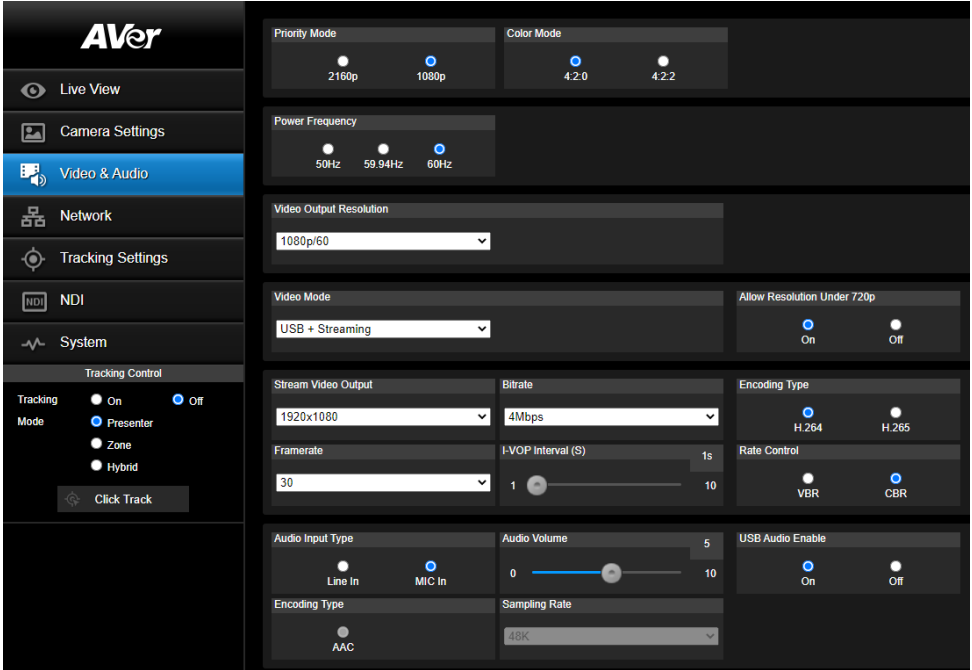 AVer
Live View
Camera Settings
Video & Audio
Network
Tracking Settings
NDI NDI
System
Tracking Control
Tracking On Off
Mode Presenter
Zone
Hybrid
Click Track
Priority Mode Color Mode
2160p 1080p 4:2:0 4:2:2
Power Frequency
50Hz 59.94Hz 60Hz
Video Output Resolution
1080p/60
Video Mode Allow Resolution Under 720p
USB + Streaming
On Off
Stream Video Output Bitrate Encoding Type
1920x1080 4Mbps
H.264 H.265
Framerate I-VOP Interval (S) 1s Rate Control
30 1 10
VBR CBR
Audio Input Type Audio Volume 5 USB Audio Enable
Line In MIC In 0 10 On Off
Encoding Type Sampling Rate
AAC 48K